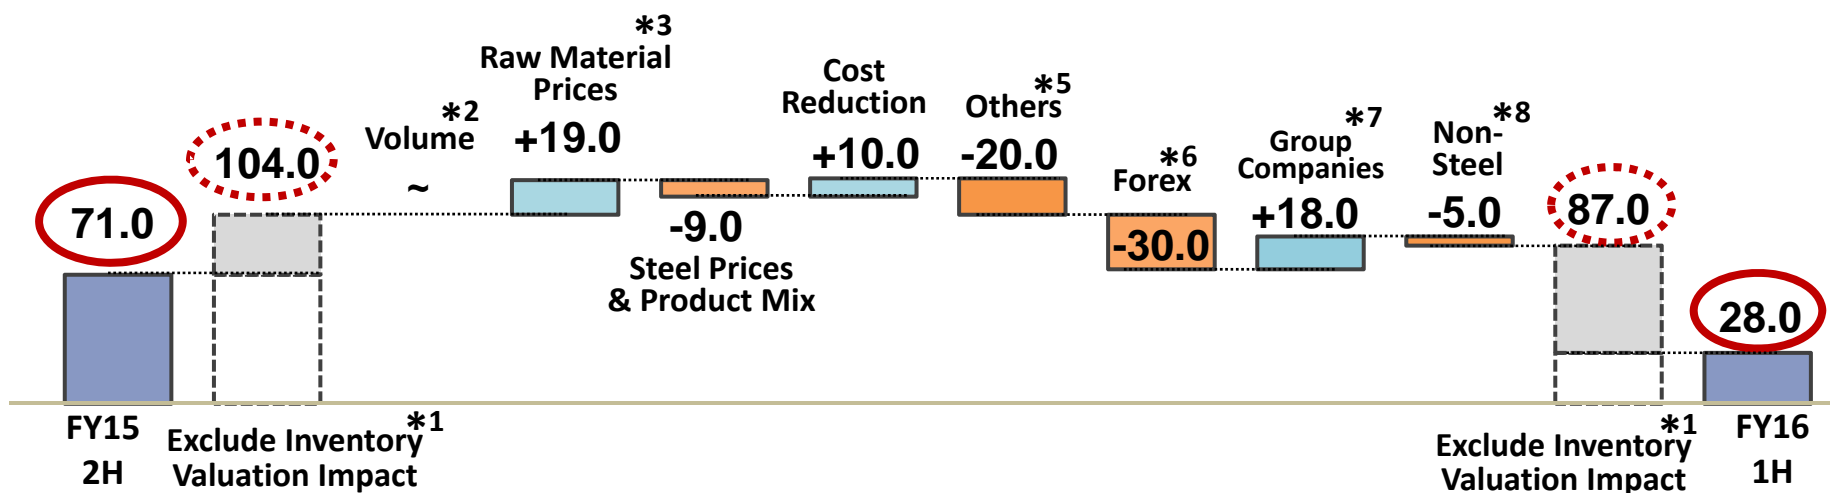 71.0
FY15
2H
104.0
Exclude Inventory*1
Valuation Impact
Volume*2
~
Raw Material*3
Prices
+19.0
-9.0
Steel Prices
& Product Mix
Cost
Reduction
+10.0
Others*5
-20.0
Forex*6
-30.0
Group*7
Companies
+18.0
Non-*8
Steel
-5.0
87.0
Exclude Inventory*1
Valuation Impact
28.0
FY16
1H